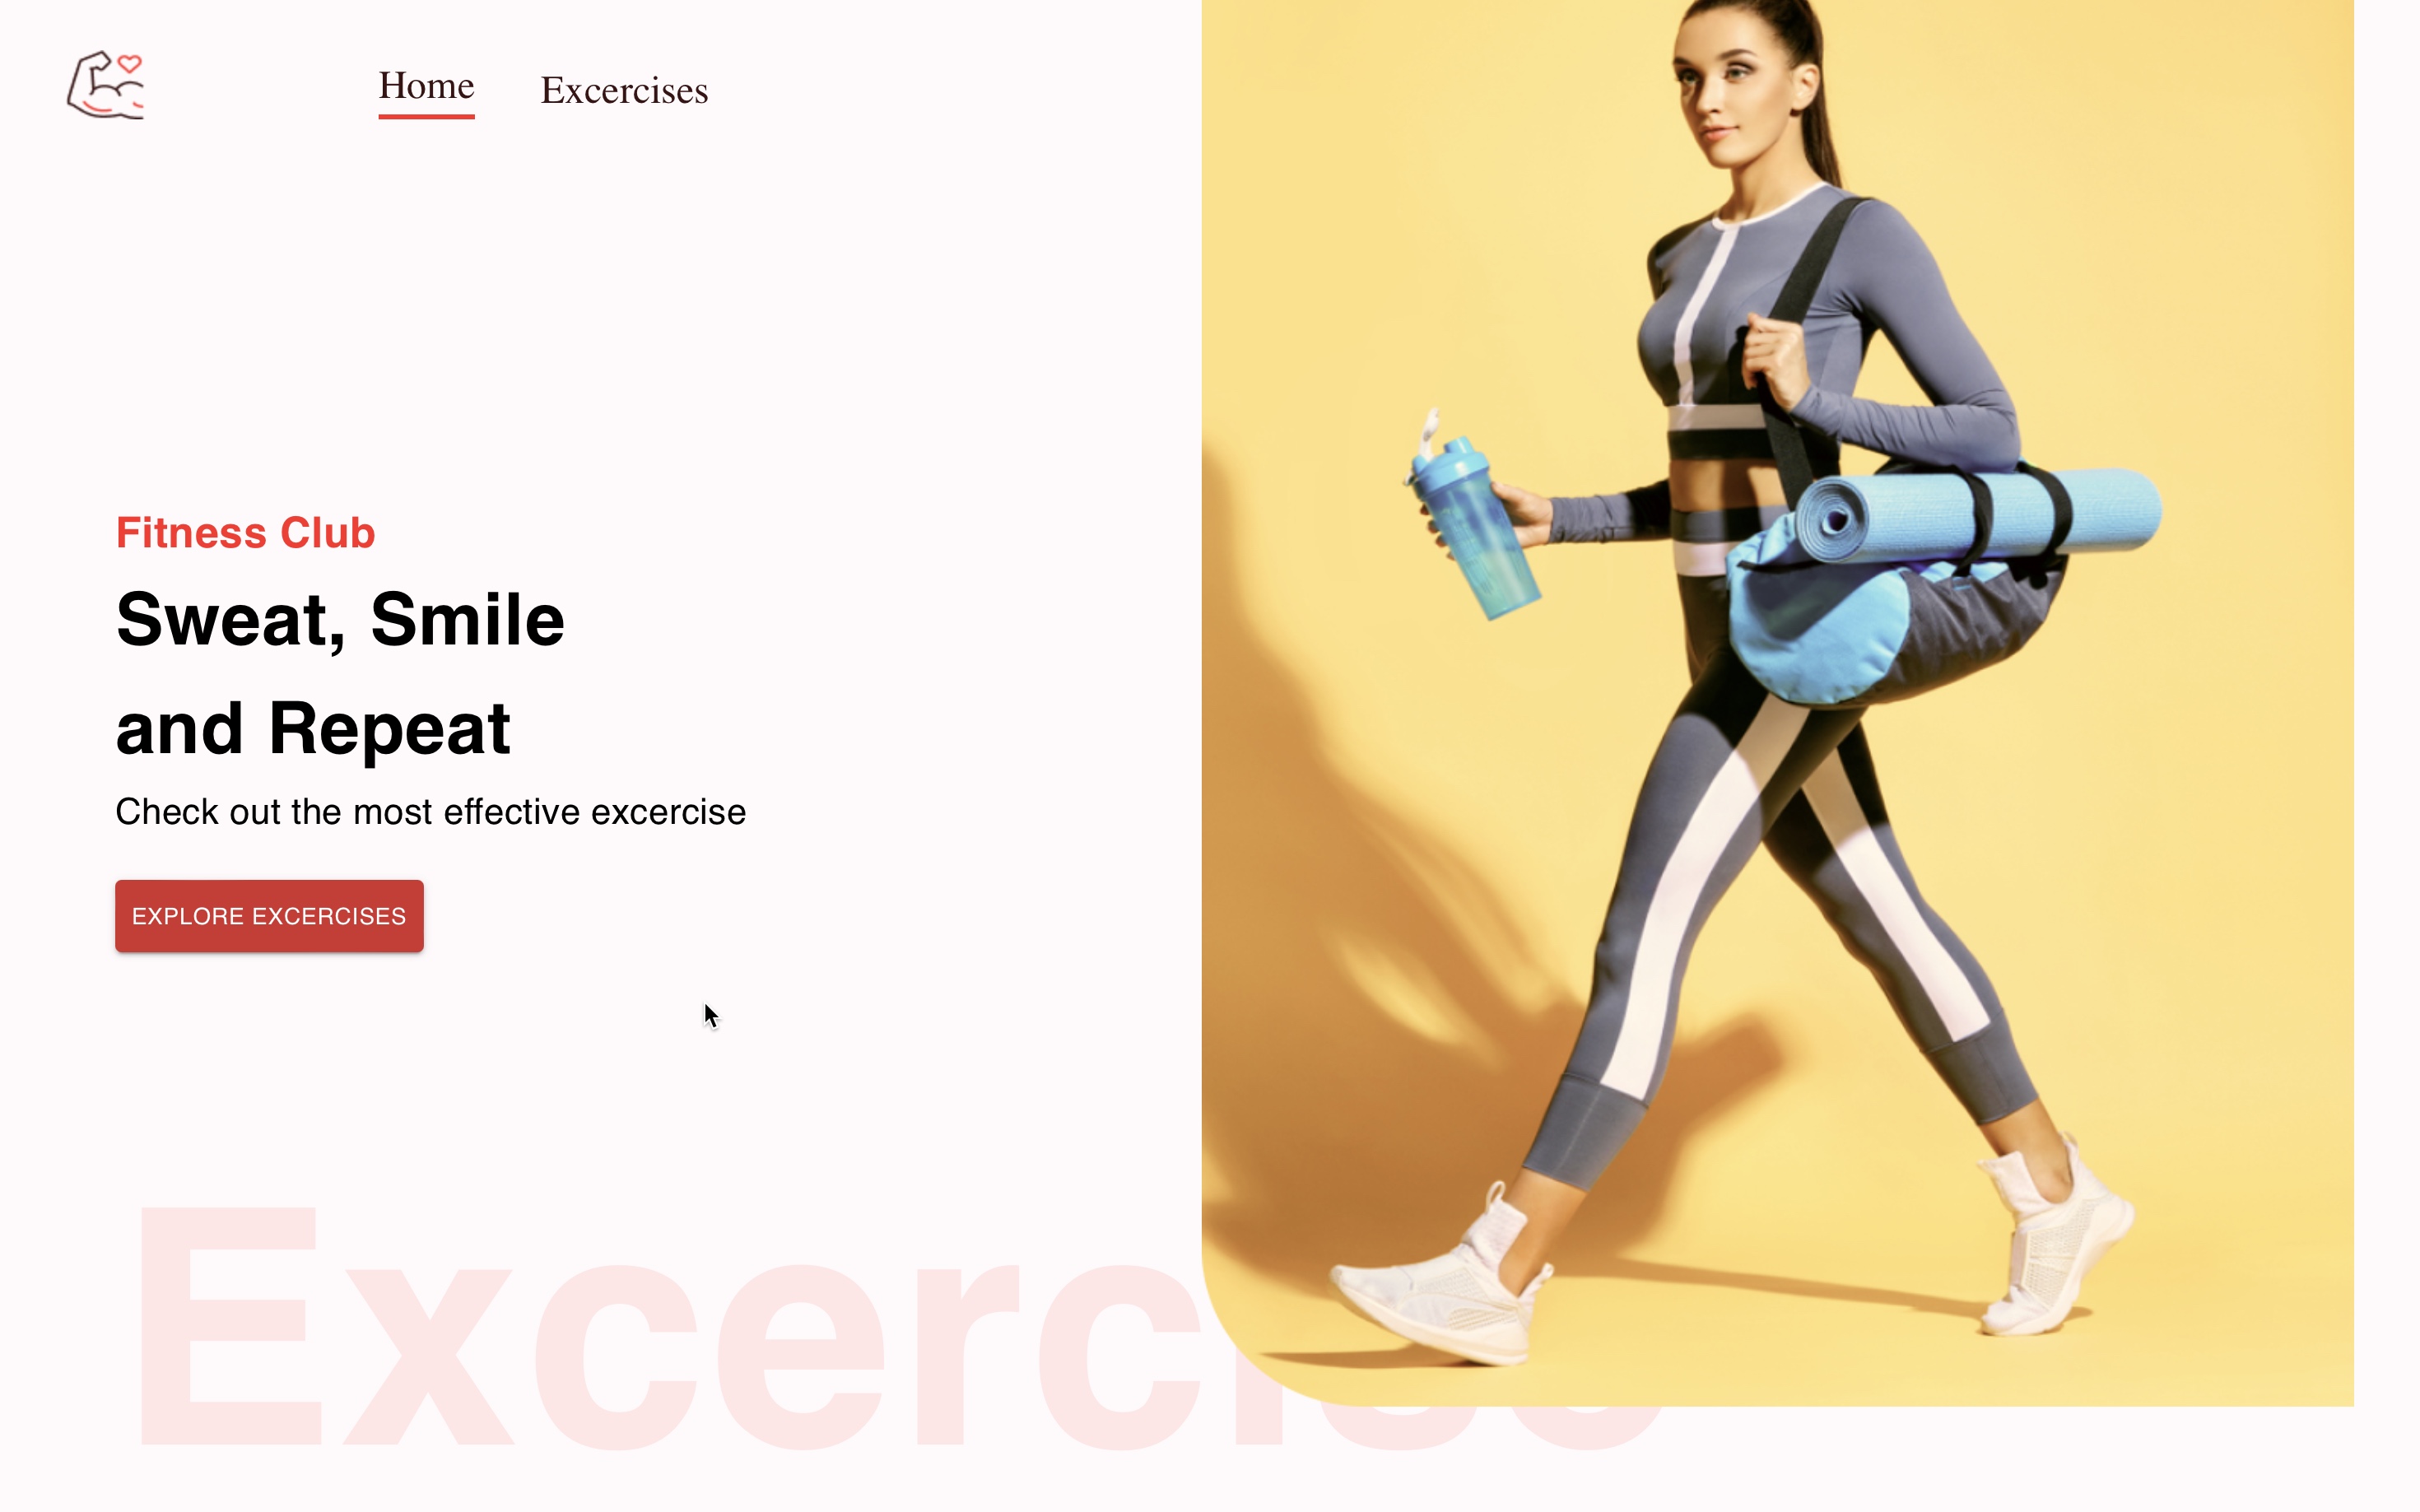 Home Excercises
Fitness Club
Sweat, Smile
and Repeat
Check out the most effective excercise
EXPLORE EXCERCISES
Excercise